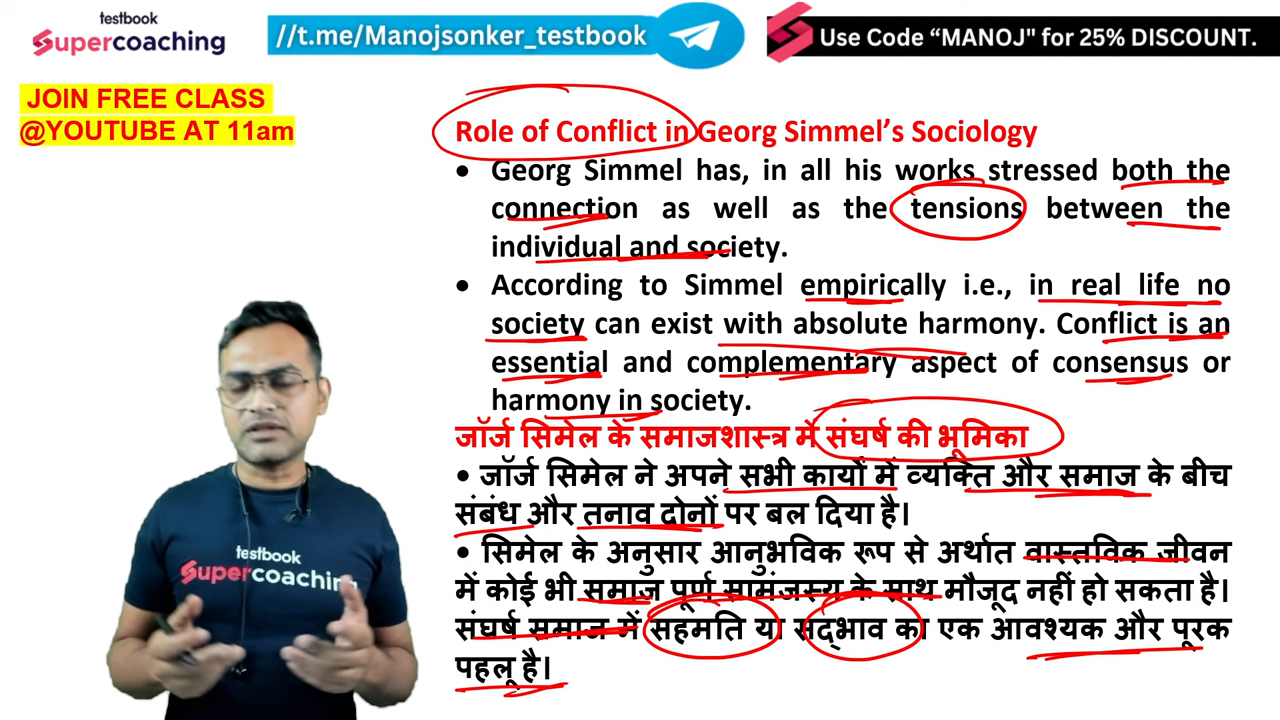 testbook
Supercoaching
//t.me/Manojsonker_testbook
Use Code “MANOJ" for 25% DISCOUNT.
JOIN FREE CLASS
@YOUTUBE AT 11am
Role of Conflict in Georg Simmel’s Sociology
• Georg Simmel has, in all his works stressed both the
connection as well as the tensions between the
individual and society.
• According to Simmel empirically i.e., in real life no
society can exist with absolute harmony. Conflict is an
essential and complementary aspect of consensus or
harmony in society.
जॉर्ज सिमेल के समाजशास्त्र में संघर्ष की भूमिका
• जॉर्ज सिमेल ने अपने सभी कार्यों में व्यक्ति और समाज के बीच
संबंध और तनाव दोनों पर बल दिया है।
• सिमेल के अनुसार आनुभविक रूप से अर्थात वास्तविक जीवन
में कोई भी समाज पूर्ण सामंजस्य के साथ मौजूद नहीं हो सकता है।
संघर्ष समाज में सहमति या सद्भाव का एक आवश्यक और पूरक
पहलू है।
testbook
Supercoaching